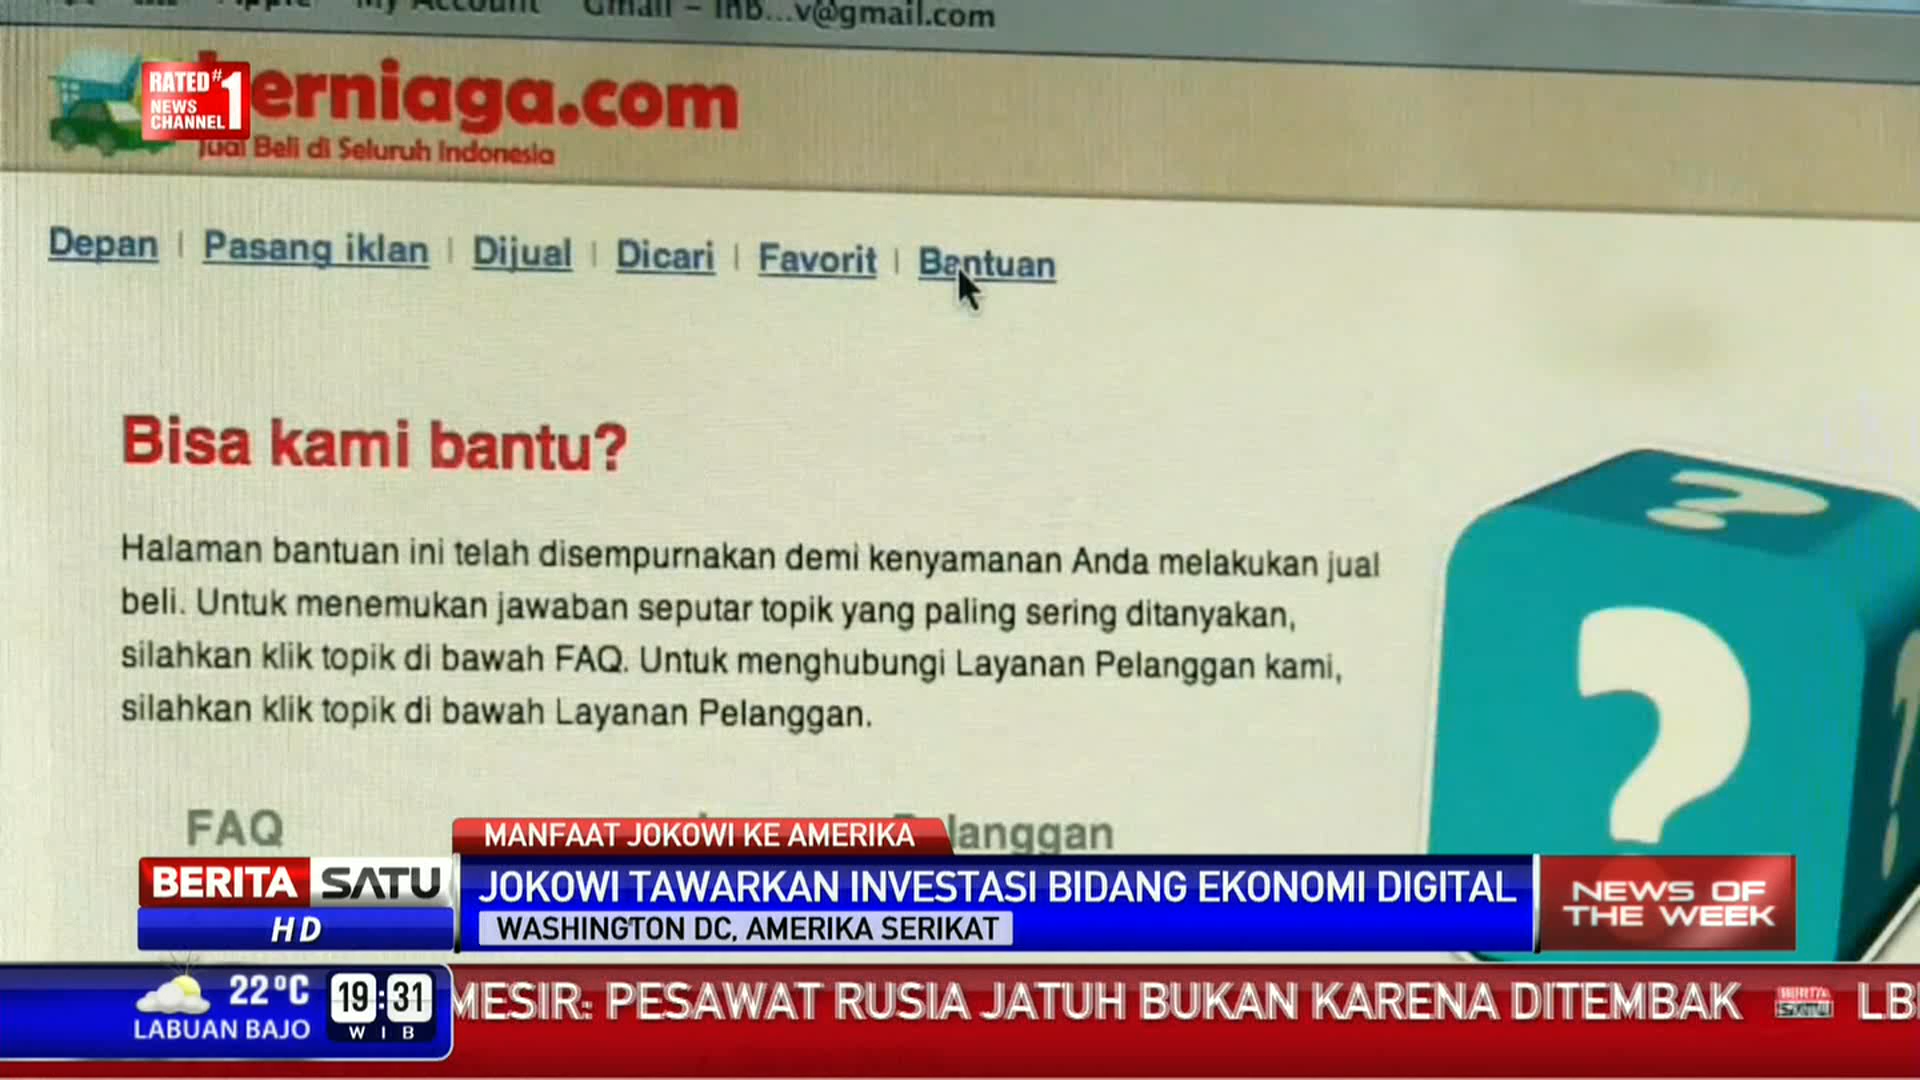 My Account
v@gmail.com
RATED #1
NEWS
CHANNEL
erniaga.com
Jual Beli di Seluruh Indonesia
Depan | Pasang iklan | Dijual | Dicari | Favorit | Bantuan
Bisa kami bantu?
Halaman bantuan ini telah disempurnakan demi kenyamanan Anda melakukan jual
beli. Untuk menemukan jawaban seputar topik yang paling sering ditanyakan,
silahkan klik topik di bawah FAQ. Untuk menghubungi Layanan Pelanggan kami,
silahkan klik topik di bawah Layanan Pelanggan.
?
?
FAQ
langgan
MANFAAT JOKOWI KE AMERIKA
BERITA SATU
HD
JOKOWI TAWARKAN INVESTASI BIDANG EKONOMI DIGITAL
WASHINGTON DC, AMERIKA SERIKAT
NEWS OF
THE WEEK
22°C
LABUAN BAJO
19:31
WIB
MESIR: PESAWAT RUSIA JATUH BUKAN KARENA DITEMBAK
BERITA
SATU
LB